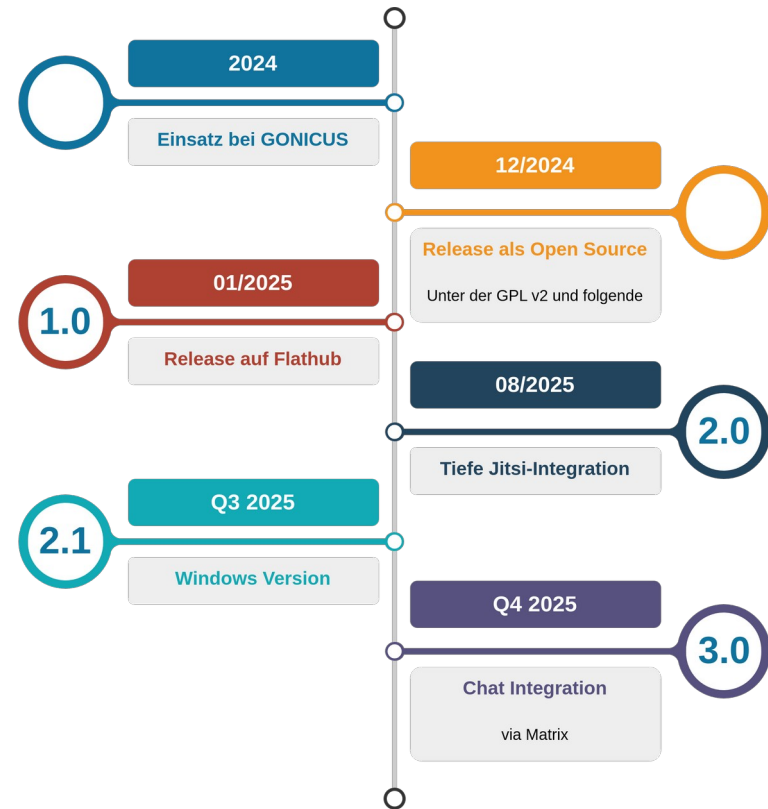 2024
Einsatz bei GONICUS
12/2024
Release als Open Source
Unter der GPL v2 und folgende
01/2025
1.0
Release auf Flathub
08/2025
2.0
Tiefe Jitsi-Integration
Q3 2025
2.1
Windows Version
Q4 2025
3.0
Chat Integration
via Matrix